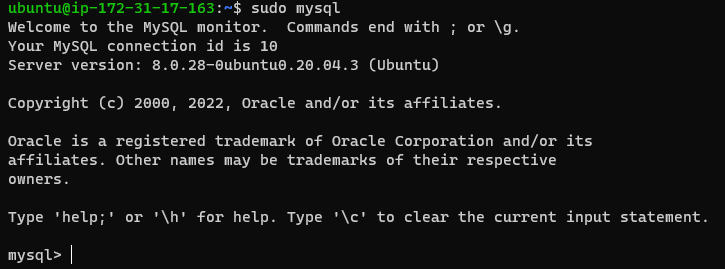 ubuntu@ip-172-31-17-163:~$ sudo mysql
Welcome to the MySQL monitor.  Commands end with ; or \g.
Your MySQL connection id is 10
Server version: 8.0.28-0ubuntu0.20.04.3 (Ubuntu)
Copyright (c) 2000, 2022, Oracle and/or its affiliates.
Oracle is a registered trademark of Oracle Corporation and/or its
affiliates. Other names may be trademarks of their respective
owners.
Type 'help;' or '\h' for help. Type '\c' to clear the current input statement.
mysql>